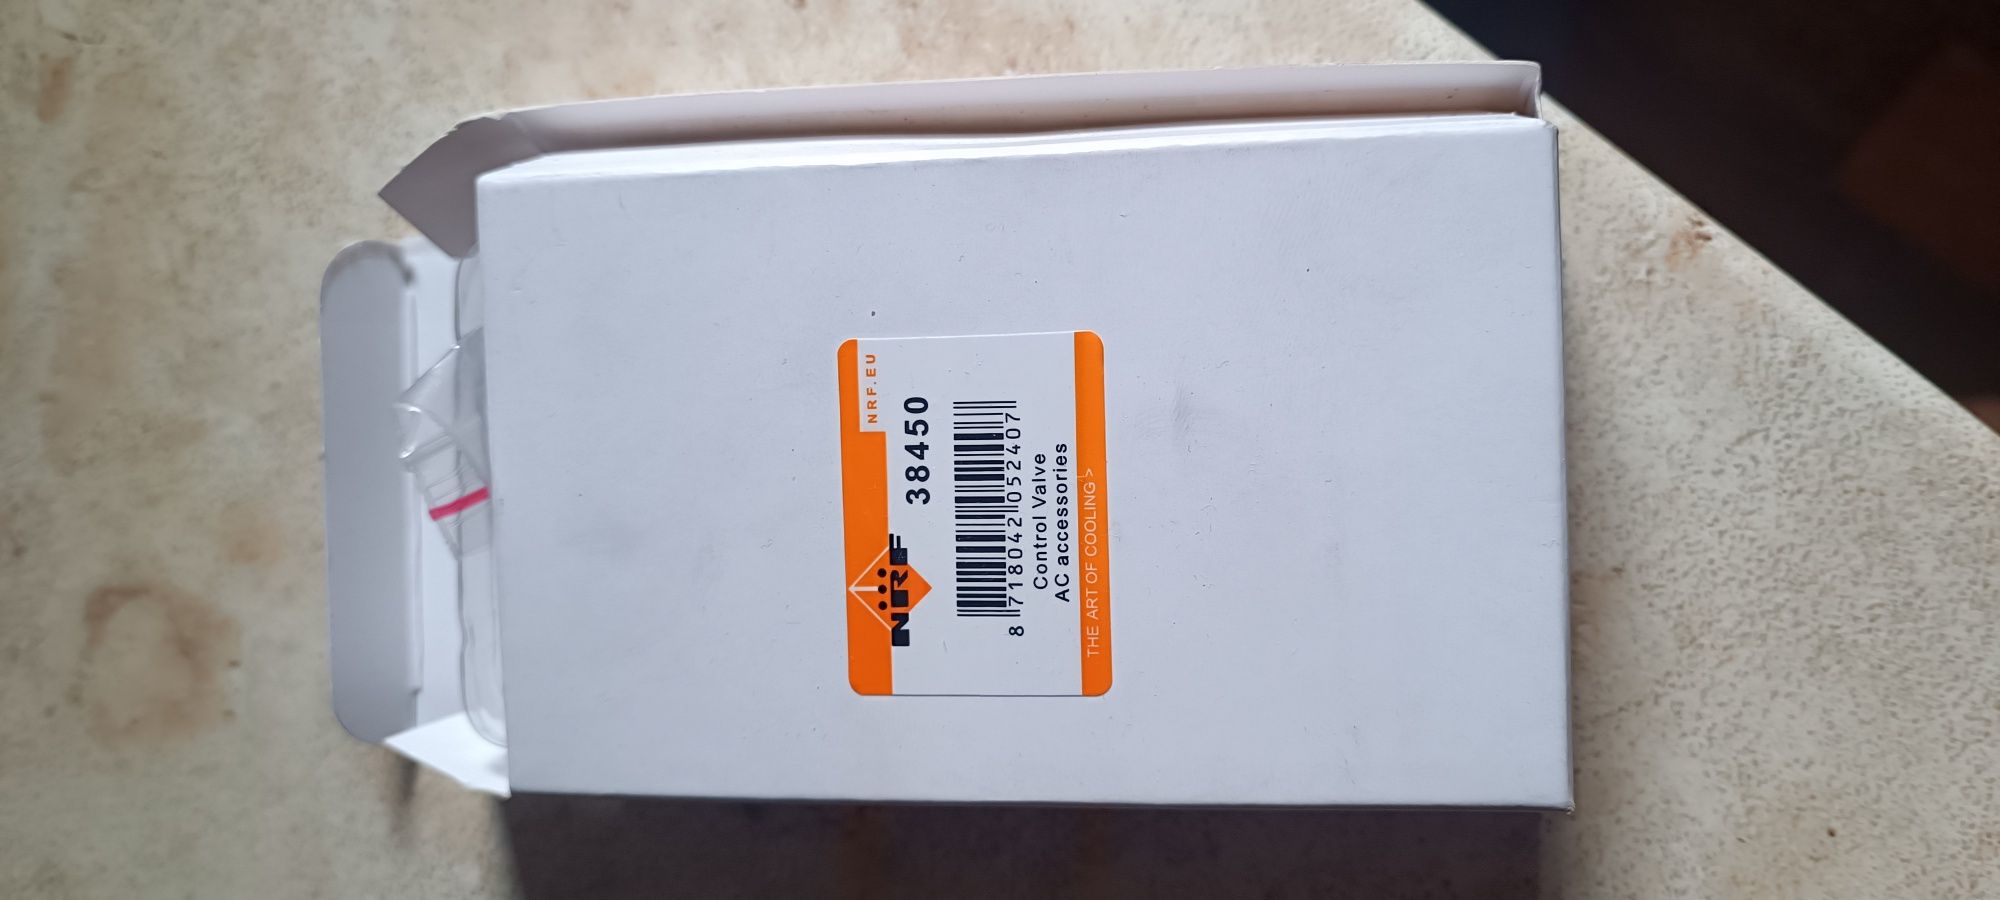 NRF.EU
NRF
38450
8 718042 052407
Control Valve
AC accessories
THE ART OF COOLING >